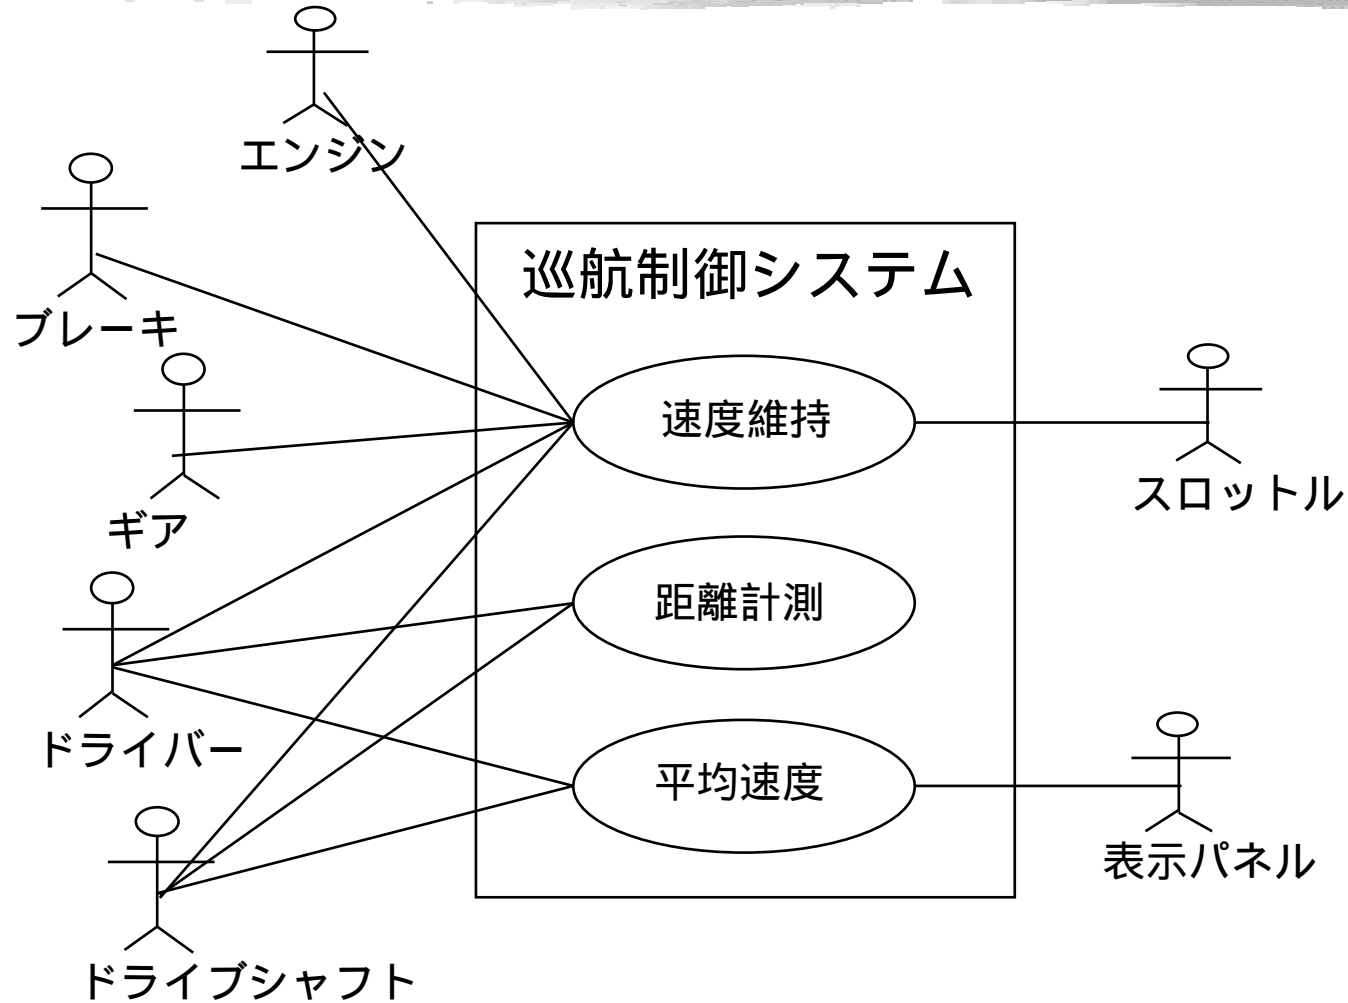 エンジン
ブレーキ
巡航制御システム
ギア
速度維持
スロットル
距離計測
ドライバー
平均速度
表示パネル
ドライブシャフト